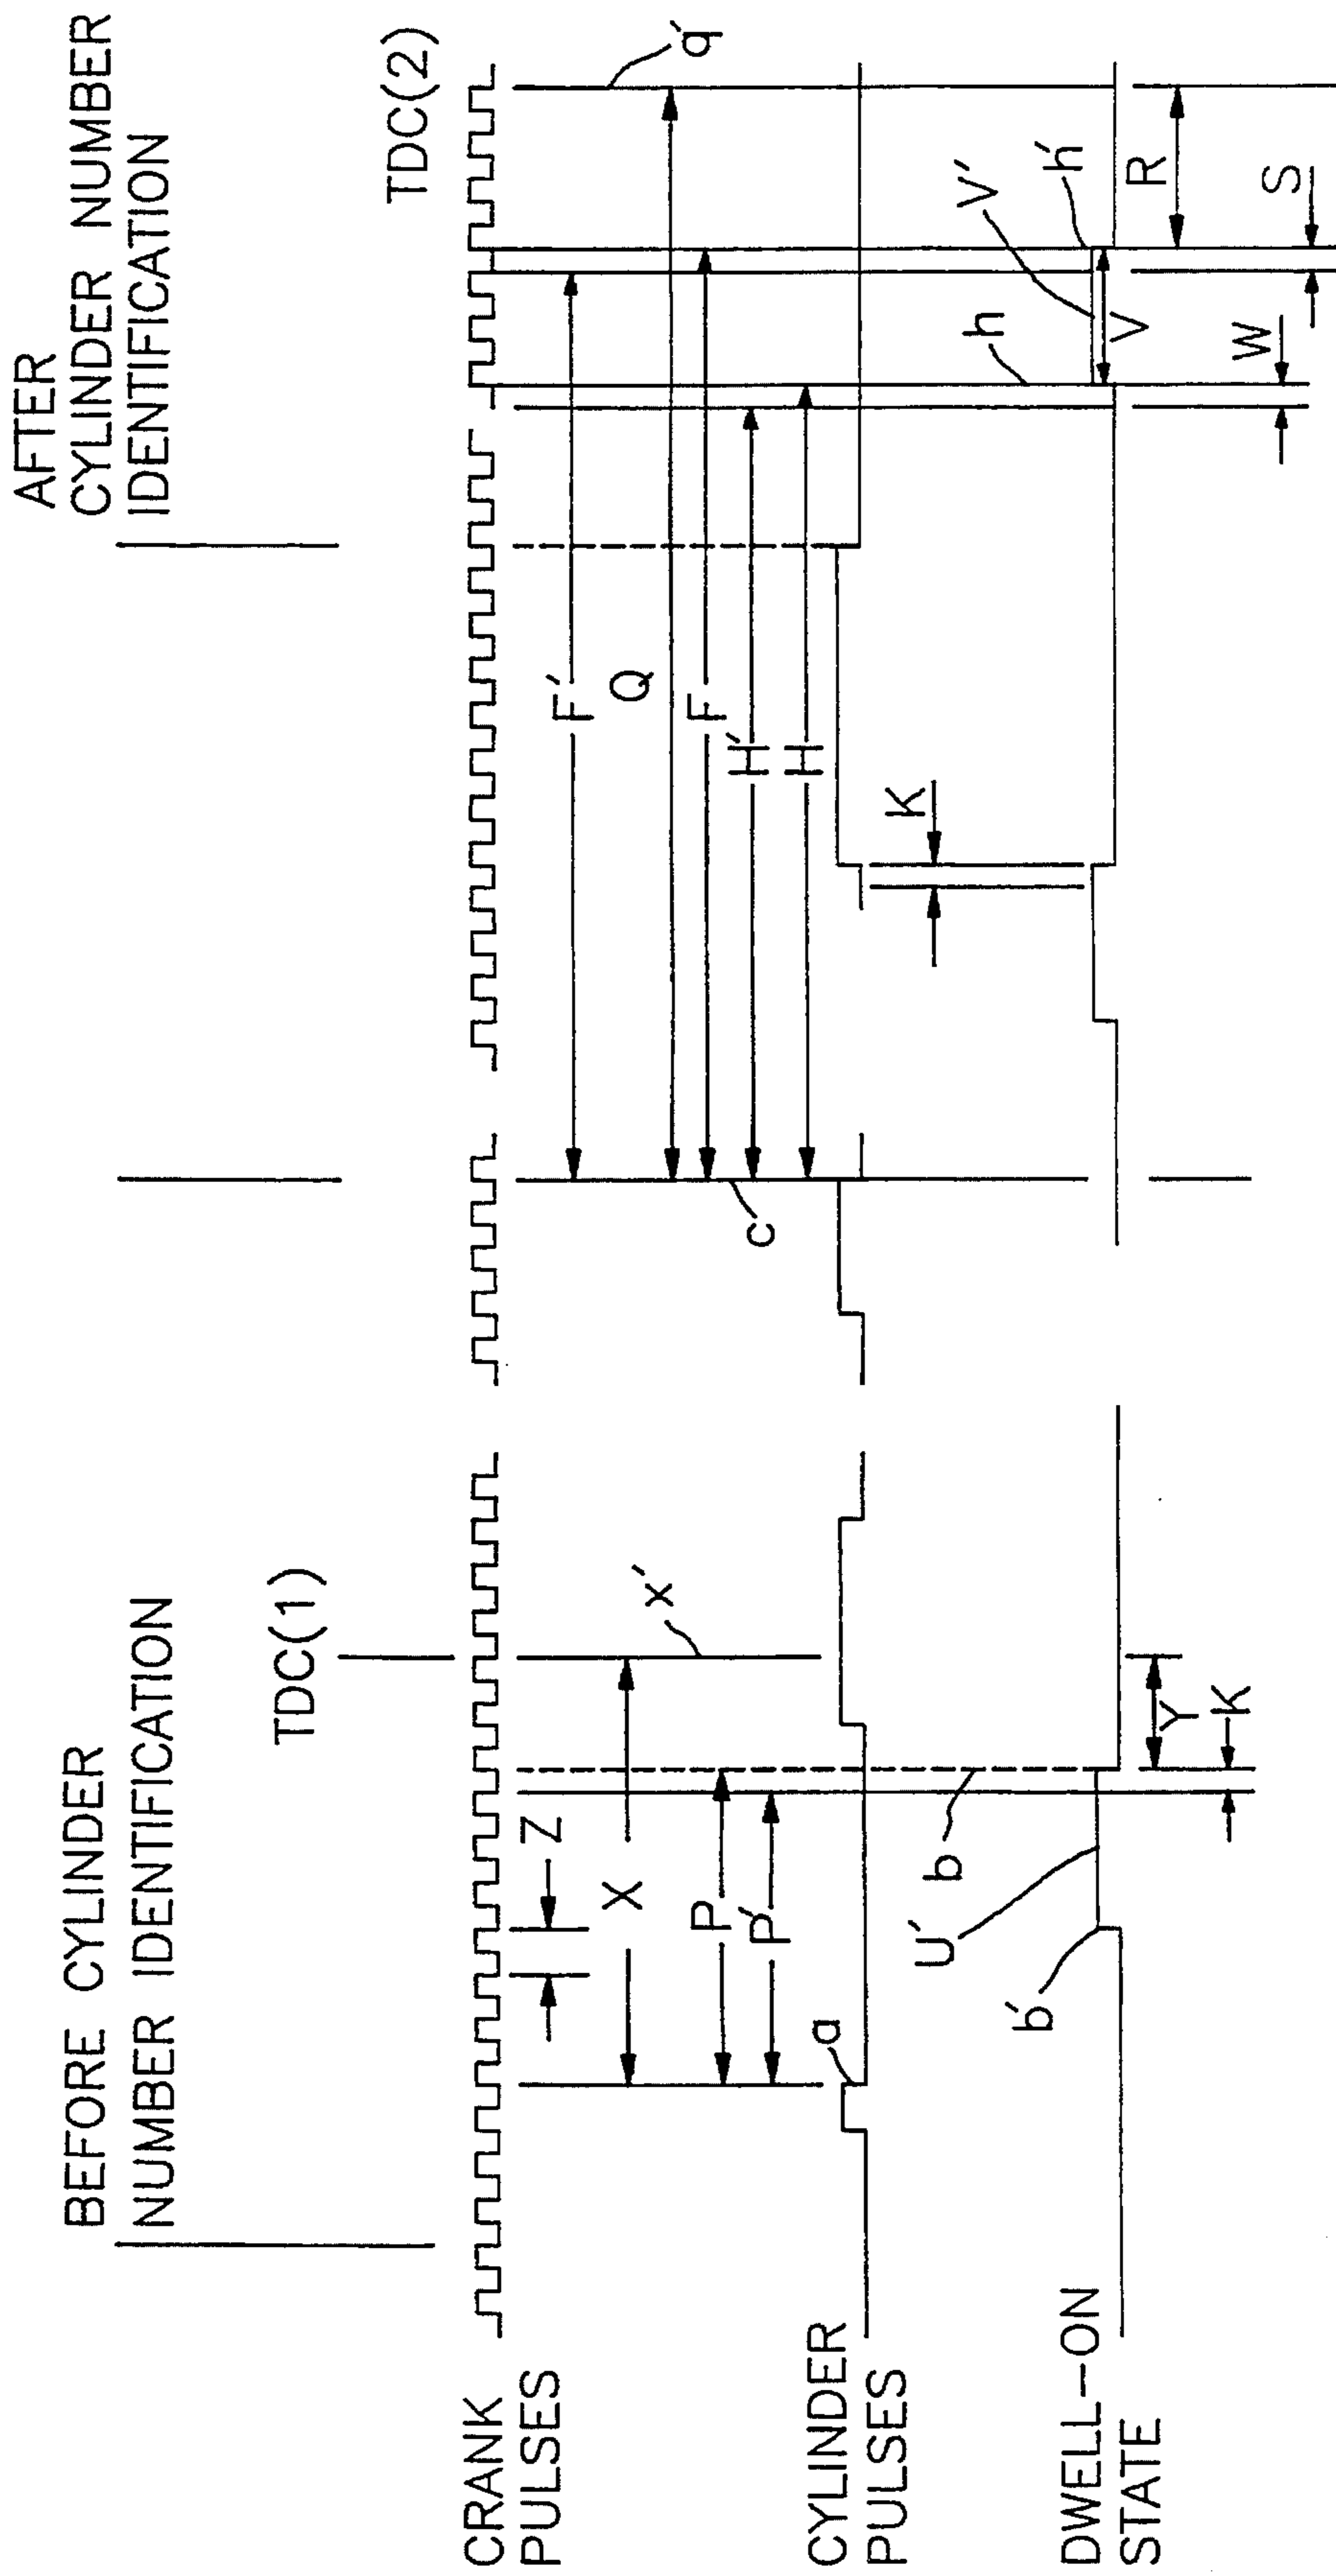 BEFORE CYLINDER
NUMBER IDENTIFICATION
AFTER
CYLINDER NUMBER
IDENTIFICATION
TDC(1)
TDC(2)
CRANK
PULSES
Z
X
x'
P
P'
F'
Q
F
H'
H
c
q'
CYLINDER
PULSES
a
b
K
h
V'
h'
DWELL-ON
STATE
b'
U'
Y
K
V
R
W
S